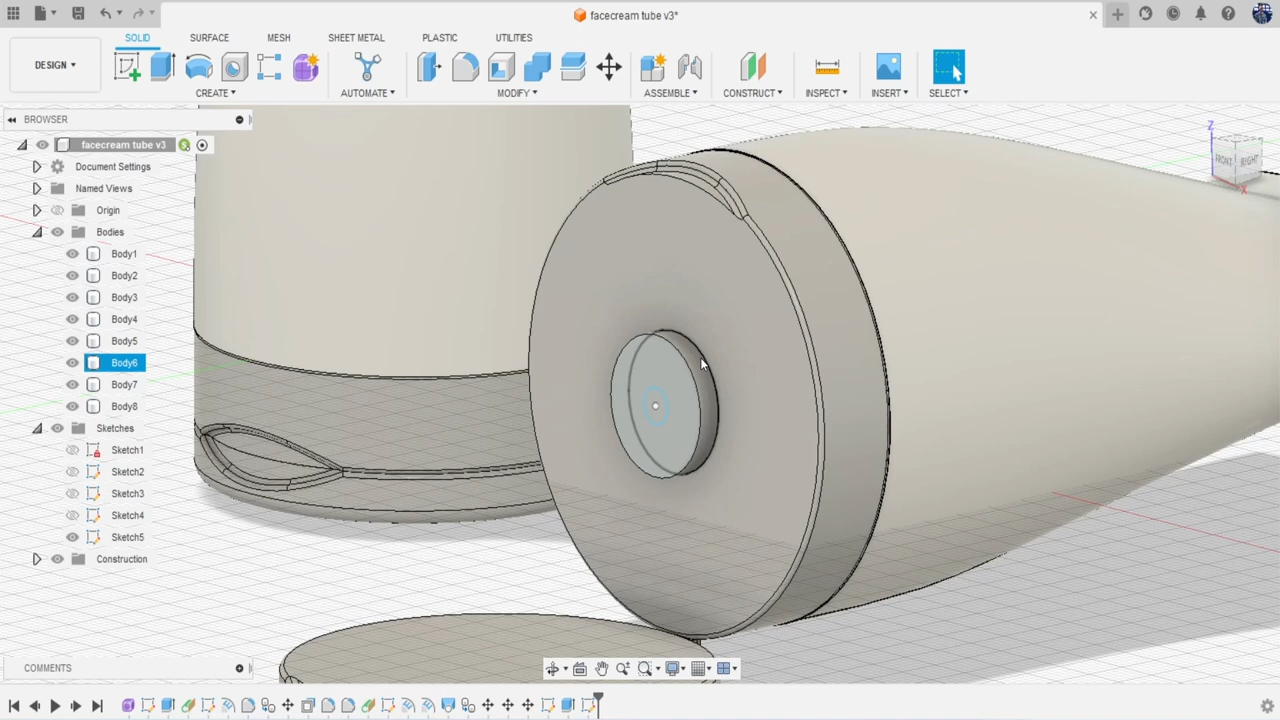 facecream tube v3*
DESIGN
SOLID SURFACE MESH SHEET METAL PLASTIC UTILITIES
CREATE AUTOMATE MODIFY ASSEMBLE CONSTRUCT INSPECT INSERT SELECT
BROWSER
facecream tube v3
S
Document Settings
Named Views
Origin
Bodies
Body1
Body2
Body3
Body4
Body5
Body6
Body7
Body8
Sketches
Sketch1
Sketch2
Sketch3
Sketch4
Sketch5
Construction
COMMENTS
Z
FRONT RIGHT
X